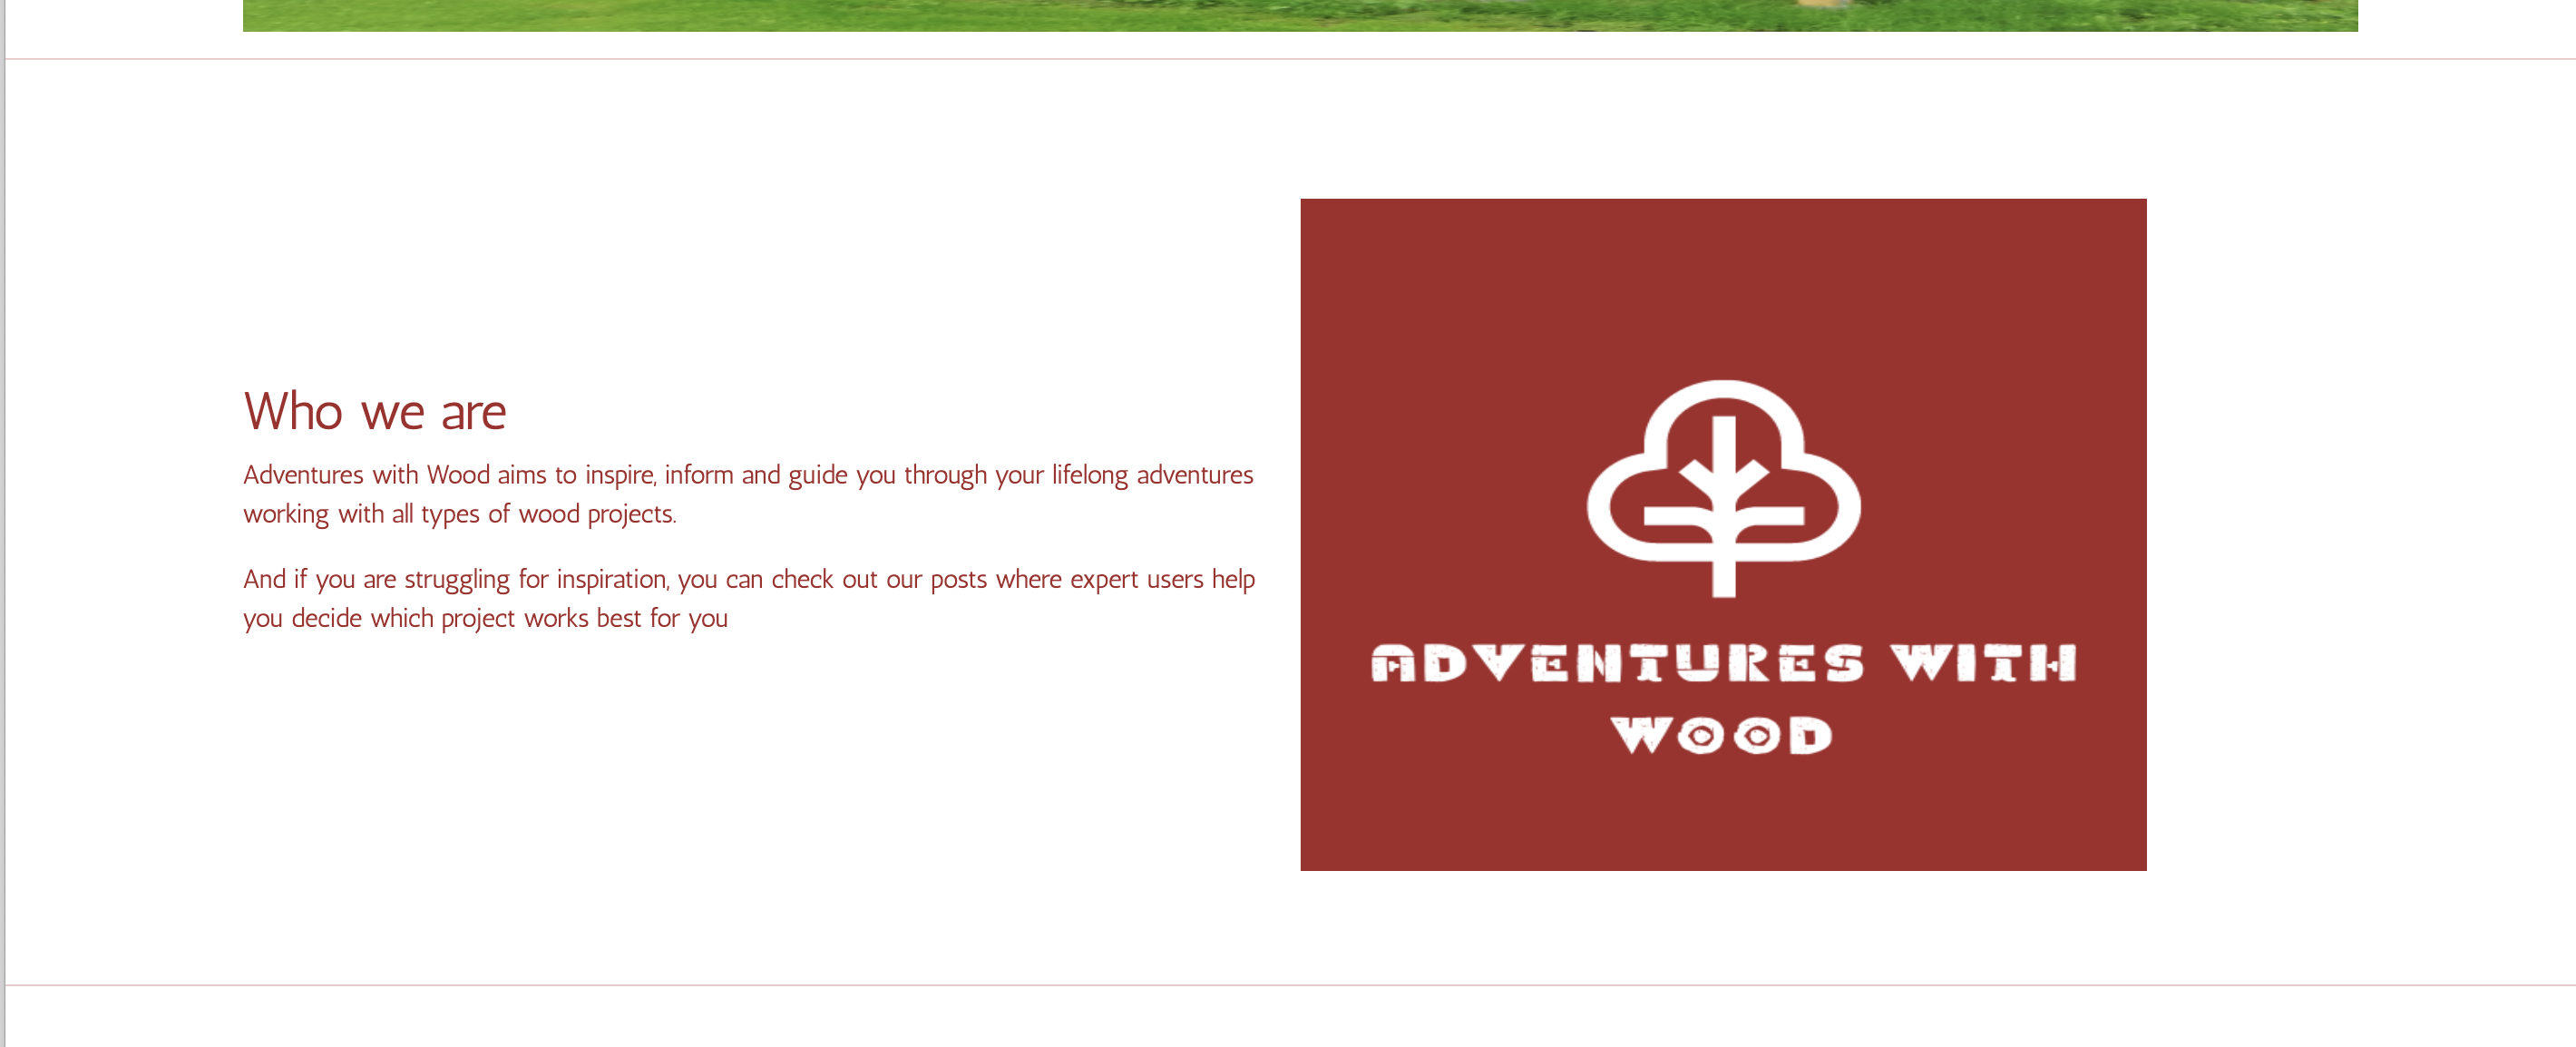 Who we are
Adventures with Wood aims to inspire, inform and guide you through your lifelong adventures
working with all types of wood projects.
And if you are struggling for inspiration, you can check out our posts where expert users help
you decide which project works best for you
ADVENTURES WITH
WOOD